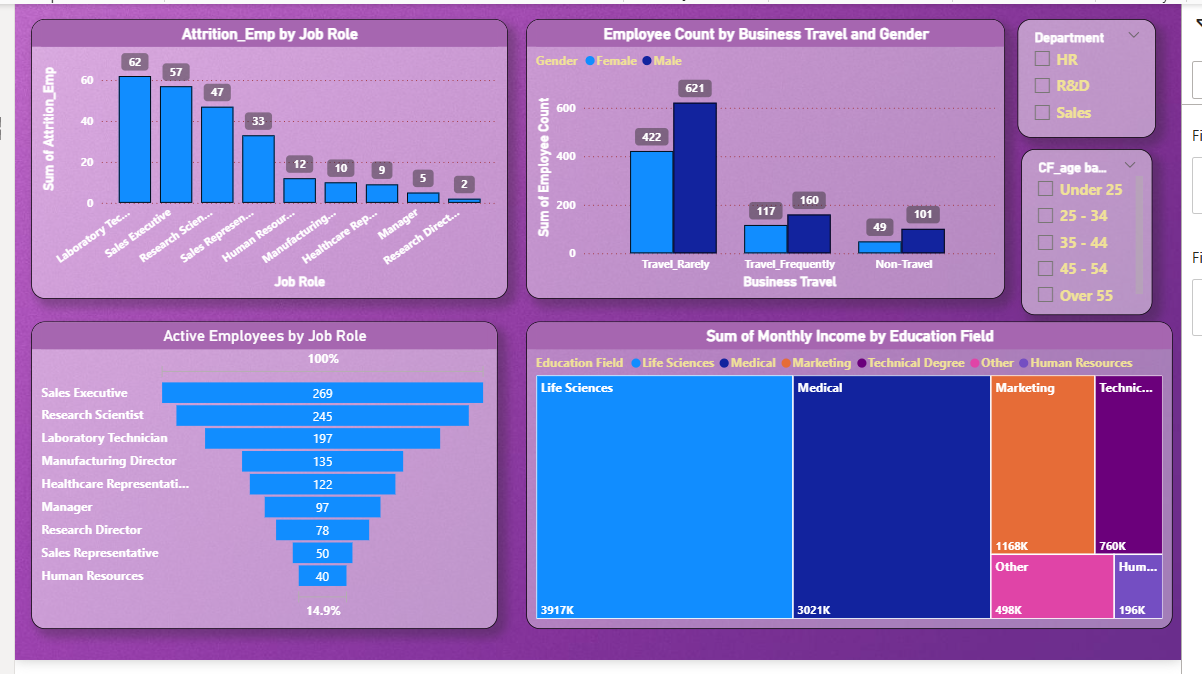 Attrition_Emp by Job Role
Sum of Attrition_Emp
60
40
20
0
62
57
47
33
12
10
9
5
2
Laboratory Tec...
Sales Executive
Research Scien...
Sales Represen...
Human Resour...
Manufacturing...
Healthcare Rep...
Manager
Research Direct...
Job Role
Employee Count by Business Travel and Gender
Gender Female Male
Sum of Employee Count
600
400
200
0
422
621
117
160
49
101
Travel_Rarely
Travel_Frequently
Non-Travel
Business Travel
Department
HR
R&D
Sales
CF_age ba...
Under 25
25 - 34
35 - 44
45 - 54
Over 55
Fi
Fi
Active Employees by Job Role
100%
Sales Executive 269
Research Scientist 245
Laboratory Technician 197
Manufacturing Director 135
Healthcare Representati... 122
Manager 97
Research Director 78
Sales Representative 50
Human Resources 40
14.9%
Sum of Monthly Income by Education Field
Education Field Life Sciences Medical Marketing Technical Degree Other Human Resources
Life Sciences
3917K
Medical
3021K
Marketing
1168K
Technic...
760K
Other
498K
Hum...
196K